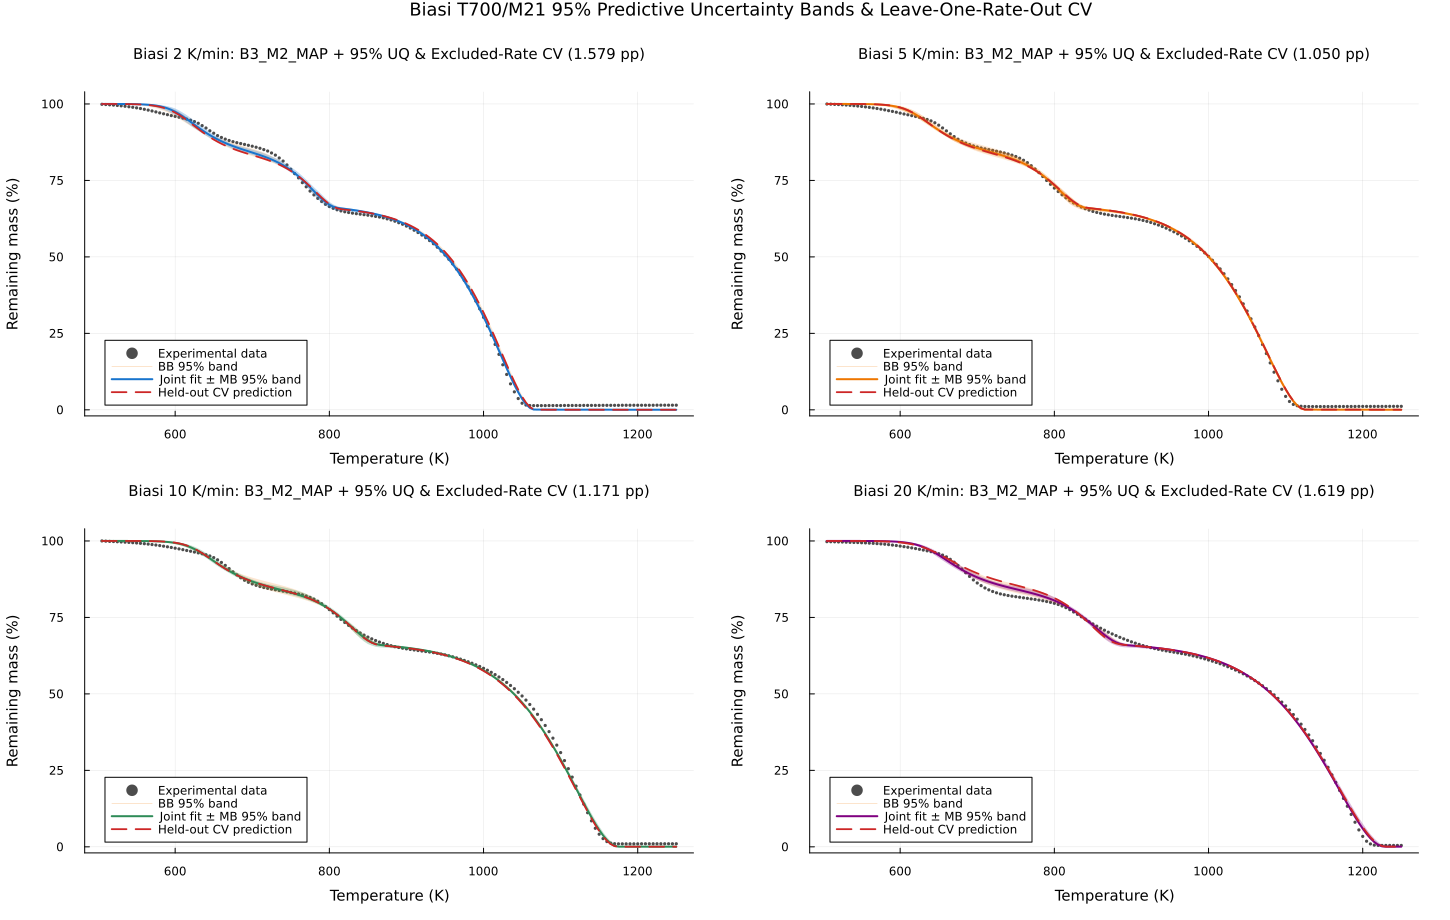 Biasi T700/M21 95% Predictive Uncertainty Bands & Leave-One-Rate-Out CV
Biasi 2 K/min: B3_M2_MAP + 95% UQ & Excluded-Rate CV (1.579 pp)
Remaining mass (%)
100
75
50
25
0
Experimental data
BB 95% band
Joint fit ± MB 95% band
Held-out CV prediction
600
800
1000
1200
Temperature (K)
Biasi 5 K/min: B3_M2_MAP + 95% UQ & Excluded-Rate CV (1.050 pp)
Remaining mass (%)
100
75
50
25
0
Experimental data
BB 95% band
Joint fit ± MB 95% band
Held-out CV prediction
600
800
1000
1200
Temperature (K)
Biasi 10 K/min: B3_M2_MAP + 95% UQ & Excluded-Rate CV (1.171 pp)
Remaining mass (%)
100
75
50
25
0
Experimental data
BB 95% band
Joint fit ± MB 95% band
Held-out CV prediction
600
800
1000
1200
Temperature (K)
Biasi 20 K/min: B3_M2_MAP + 95% UQ & Excluded-Rate CV (1.619 pp)
Remaining mass (%)
100
75
50
25
0
Experimental data
BB 95% band
Joint fit ± MB 95% band
Held-out CV prediction
600
800
1000
1200
Temperature (K)